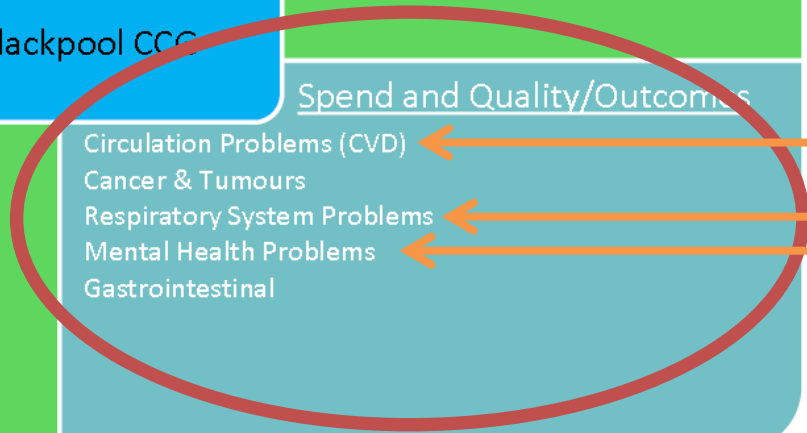 lackpool CCG
Spend and Quality/Outcomes
Circulation Problems (CVD)
Cancer & Tumours
Respiratory System Problems
Mental Health Problems
Gastrointestinal